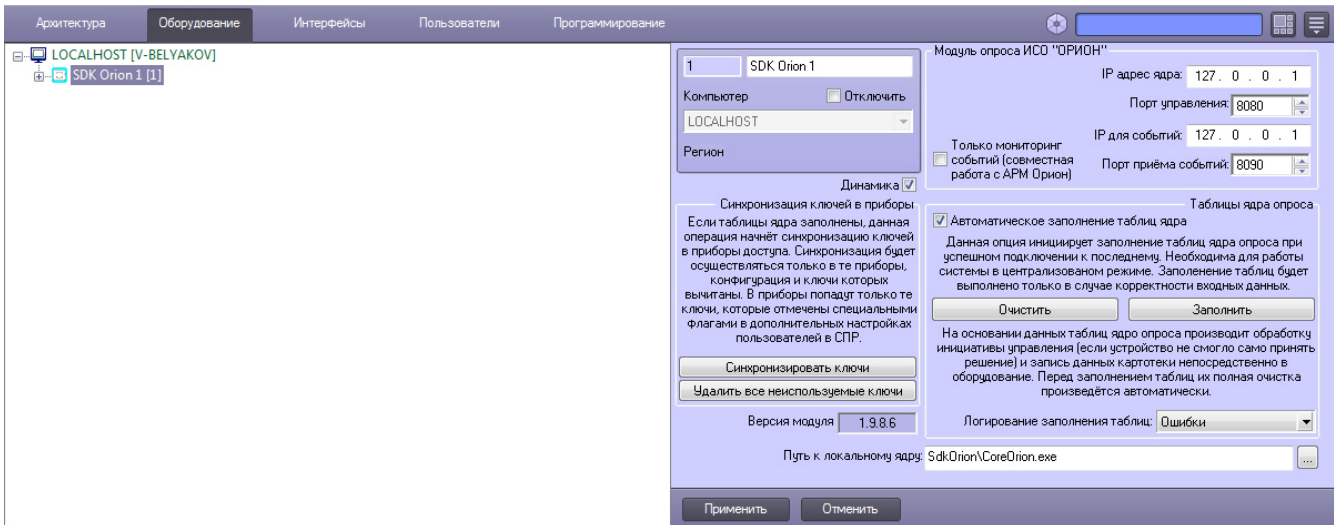 Архитектура Оборудование Интерфейсы Пользователи Программирование
LOCALHOST [V-BELYAKOV]
SDK Orion 1 [1]
1 SDK Orion 1
Компьютер Отключить
LOCALHOST
Регион
Динамика
Синхронизация ключей в приборы
Если таблицы ядра заполнены, данная
операция начнёт синхронизацию ключей
в приборы доступа. Синхронизация будет
осуществляться только в те приборы,
конфигурация и ключи которых
вычитаны. В приборы попадут только те
ключи, которые отмечены специальными
флагами в дополнительных настройках
пользователей в СПР.
Синхронизировать ключи
Удалить все неиспользуемые ключи
Версия модуля 1.9.8.6
Модуль опроса ИСО "ОРИОН"
IP адрес ядра: 127 . 0 . 0 . 1
Порт управления: 8080
IP для событий: 127 . 0 . 0 . 1
Только мониторинг
событий (совместная
работа с АРМ Орион)
Порт приёма событий: 8090
Таблицы ядра опроса
Автоматическое заполнение таблиц ядра
Данная опция инициирует заполнение таблиц ядра опроса при
успешном подключении к последнему. Необходима для работы
системы в централизованом режиме. Заполенение таблиц будет
выполнено только в случае корректности входных данных.
Очистить Заполнить
На основании данных таблиц ядро опроса производит обработку
инициативы управления (если устройство не смогло само принять
решение) и запись данных картотеки непосредственно в
оборудование. Перед заполнением таблиц их полная очистка
произведётся автоматически.
Логирование заполнения таблиц: Ошибки
Путь к локальному ядру: SdkOrion\CoreOrion.exe ...
Применить Отменить